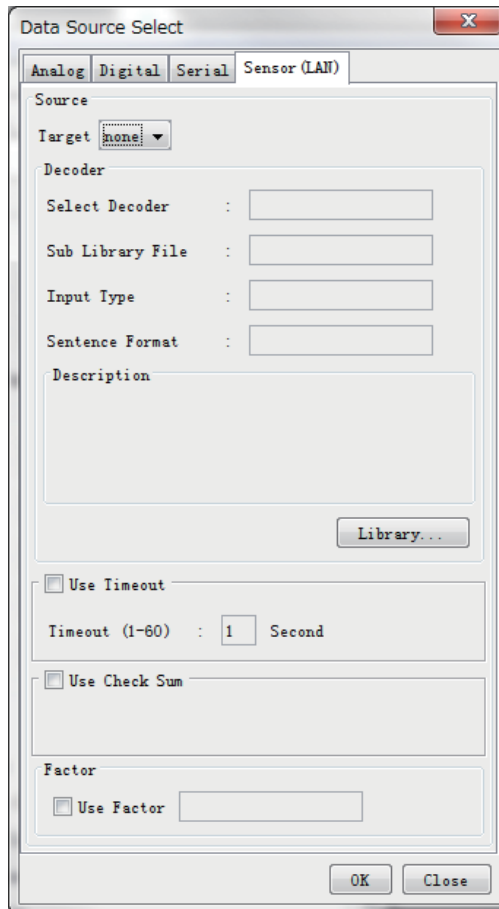 Data Source Select
Analog Digital Serial Sensor(LAN)
Source
Target none
Decoder
Select Decoder :
Sub Library File :
Input Type :
Sentence Format :
Description
Library...
Use Timeout
Timeout (1-60) : 1 Second
Use Check Sum
Factor
Use Factor
OK Close